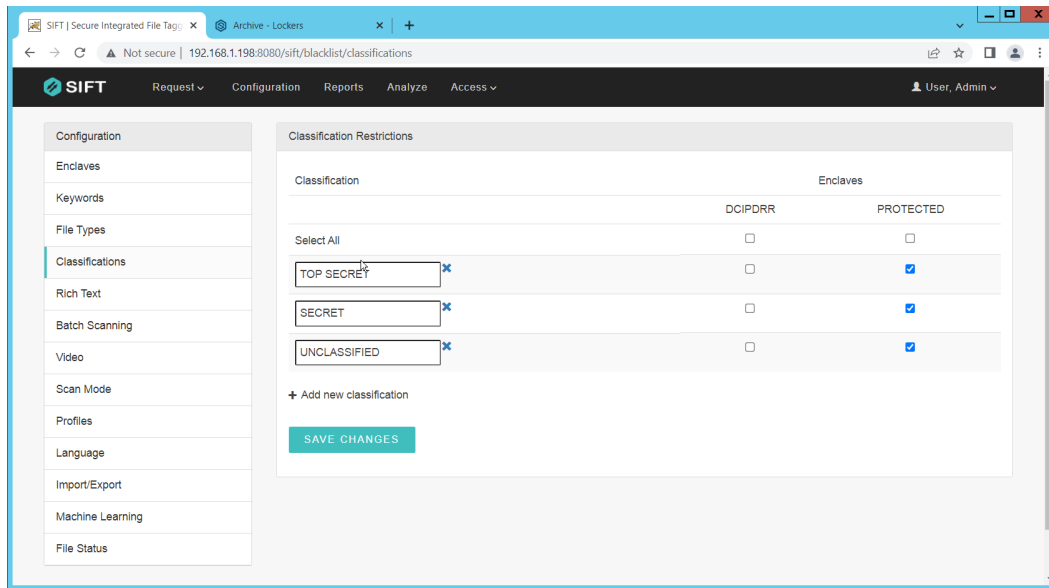 SIFT | Secure Integrated File Tagg
Archive - Lockers
Not secure | 192.168.1.198:8080/sift/blacklist/classifications
SIFT
Request
Configuration
Reports
Analyze
Access
User, Admin
Configuration
Enclaves
Keywords
File Types
Classifications
Rich Text
Batch Scanning
Video
Scan Mode
Profiles
Language
Import/Export
Machine Learning
File Status
Classification Restrictions
Classification Enclaves
DCIPDRR PROTECTED
Select All
TOP SECRET
SECRET
UNCLASSIFIED
+ Add new classification
SAVE CHANGES